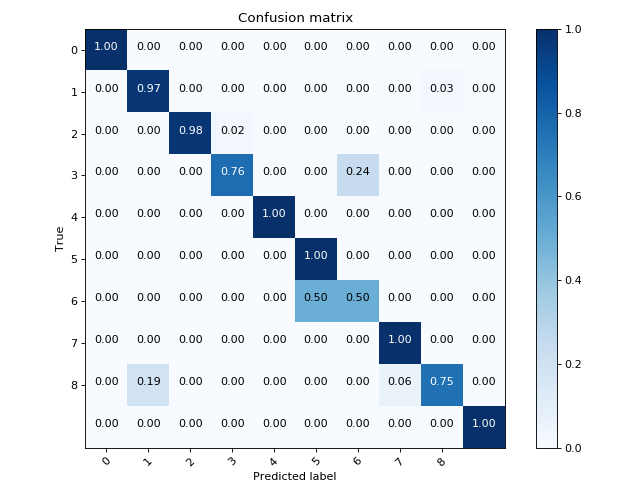 Confusion matrix
0 1.00 0.00 0.00 0.00 0.00 0.00 0.00 0.00 0.00 0.00
1 0.00 0.97 0.00 0.00 0.00 0.00 0.00 0.00 0.03 0.00
2 0.00 0.00 0.98 0.02 0.00 0.00 0.00 0.00 0.00 0.00
3 0.00 0.00 0.00 0.76 0.00 0.00 0.24 0.00 0.00 0.00
4 0.00 0.00 0.00 0.00 1.00 0.00 0.00 0.00 0.00 0.00
5 0.00 0.00 0.00 0.00 0.00 1.00 0.00 0.00 0.00 0.00
6 0.00 0.00 0.00 0.00 0.00 0.50 0.50 0.00 0.00 0.00
7 0.00 0.00 0.00 0.00 0.00 0.00 0.00 1.00 0.00 0.00
8 0.00 0.19 0.00 0.00 0.00 0.00 0.00 0.06 0.75 0.00
0.00 0.00 0.00 0.00 0.00 0.00 0.00 0.00 0.00 1.00
0 1 2 3 4 5 6 7 8
Predicted label
True
1.0
0.8
0.6
0.4
0.2
0.0